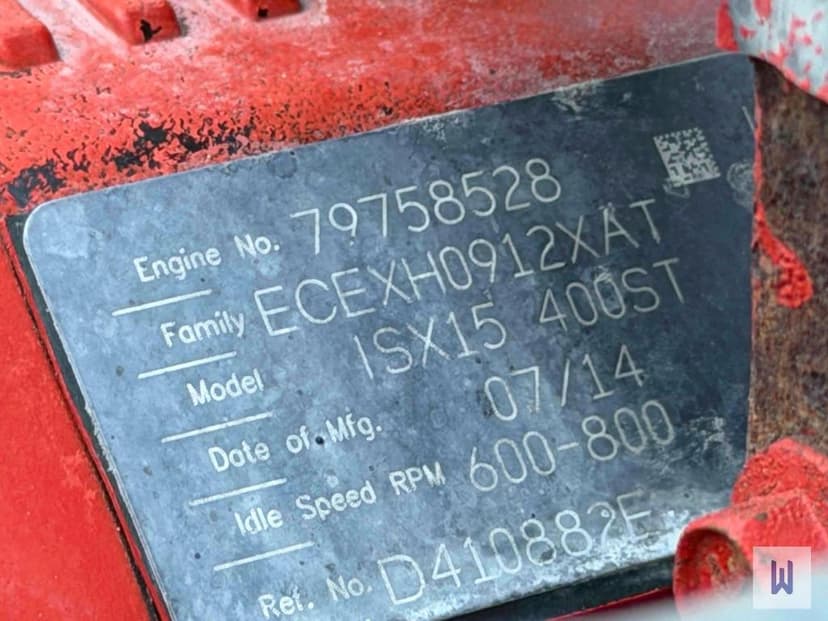 Engine No. 79758528
Family ECEXH0912XAT
Model ISX15 400ST
Date of Mfg. 07/14
Idle Speed RPM 600-800
Ref. No. D410882E
W